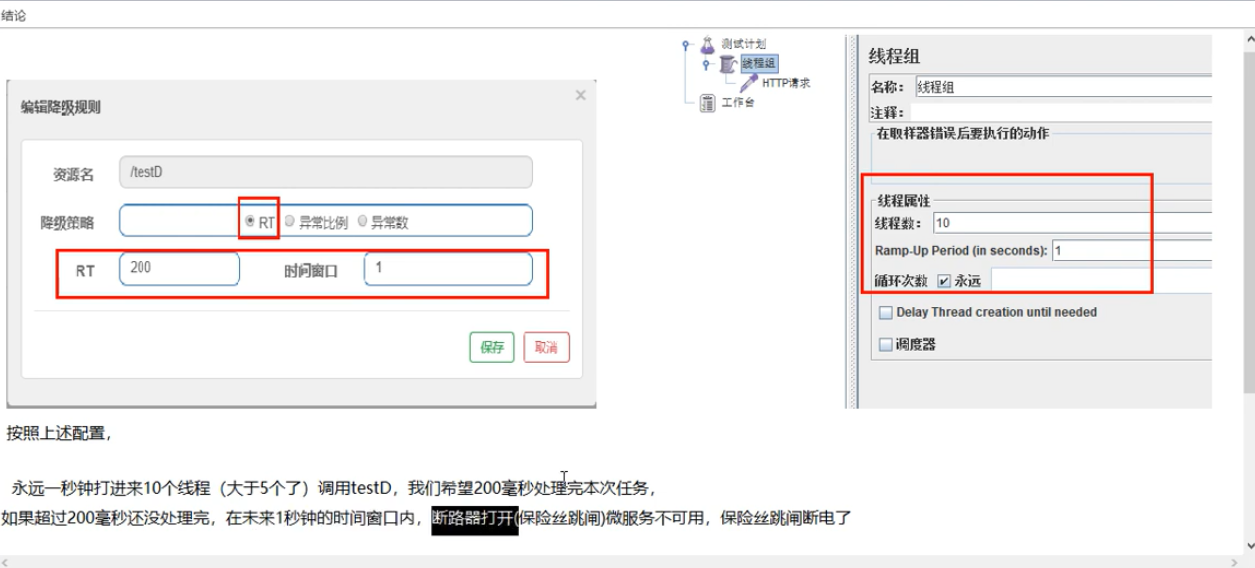 结论
编辑降级规则
×
资源名 /testD
降级策略 RT 异常比例 异常数
RT 200 时间窗口 1
保存 取消
测试计划
线程组
HTTP请求
工作台
线程组
名称： 线程组
注释：
在取样器错误后要执行的动作
线程属性
线程数： 10
Ramp-Up Period (in seconds): 1
循环次数 永远
Delay Thread creation until needed
调度器
按照上述配置，
永远一秒钟打进来10个线程（大于5个了）调用testD，我们希望200毫秒处理完本次任务，
如果超过200毫秒还没处理完，在未来1秒钟的时间窗口内，断路器打开(保险丝跳闸)微服务不可用，保险丝跳闸断电了